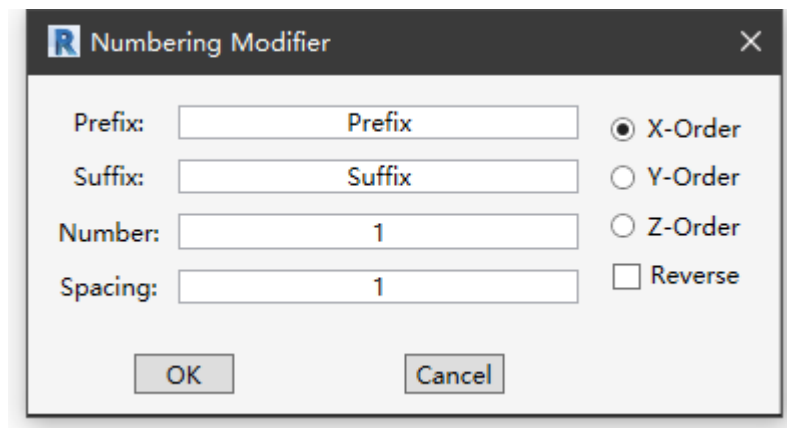 Numbering Modifier
Prefix: Prefix X-Order
Suffix: Suffix Y-Order
Number: 1 Z-Order
Spacing: 1 Reverse
OK Cancel